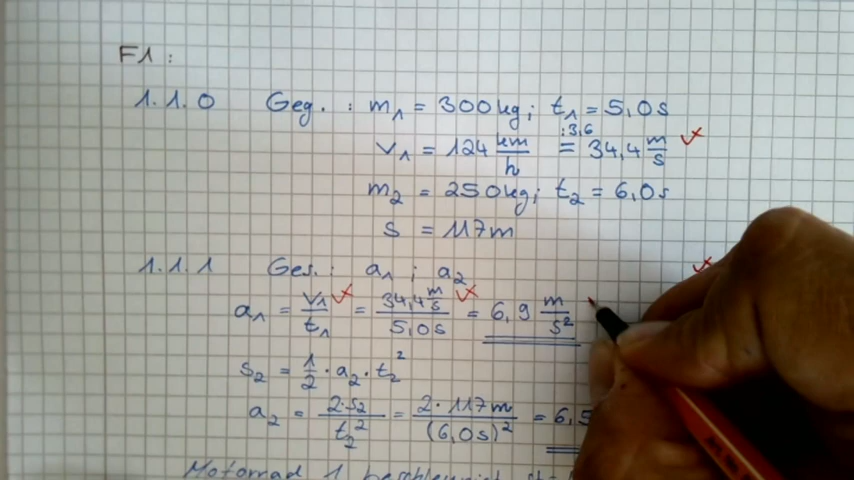 F1:
1.1.0 Geg.: m₁ = 300kg; t₁ = 5,0s
v₁ = 124 km/h =^{:3,6} 34,4 m/s
m₂ = 250kg; t₂ = 6,0s
s = 117m
1.1.1 Ges.: a₁; a₂
a₁ = v₁/t₁ = 34,4 m/s / 5,0s = 6,9 m/s²
s₂ = 1/2 · a₂ · t₂²
a₂ = 2·s₂/t₂² = 2·117m/(6,0s)² = 6,5
Motorrad 1 beschleunigt